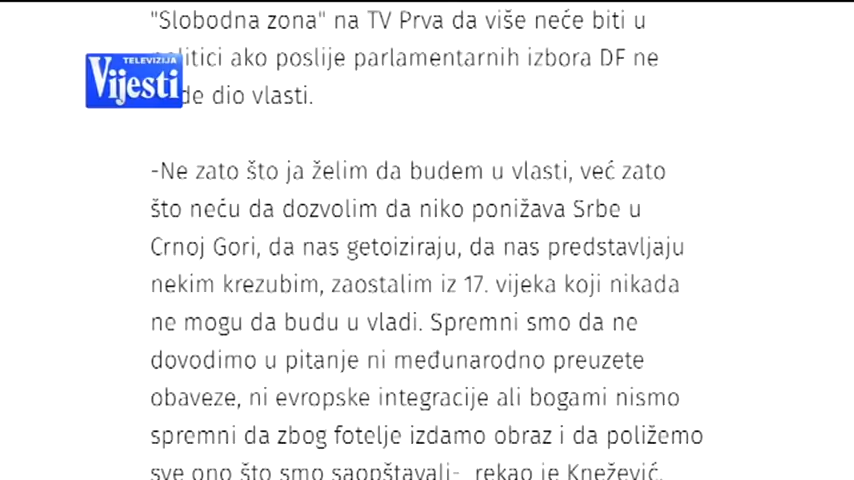 "Slobodna zona" na TV Prva da više neće biti u
politici ako poslije parlamentarnih izbora DF ne
TELEVIZIJA
Vijesti
de dio vlasti.
-Ne zato što ja želim da budem u vlasti, već zato
što neću da dozvolim da niko ponižava Srbe u
Crnoj Gori, da nas getoiziraju, da nas predstavljaju
nekim krezubim, zaostalim iz 17. vijeka koji nikada
ne mogu da budu u vladi. Spremni smo da ne
dovodimo u pitanje ni međunarodno preuzete
obaveze, ni evropske integracije ali bogami nismo
spremni da zbog fotelje izdamo obraz i da poližemo
sve ono što smo saopštavali- rekao je Knežević.